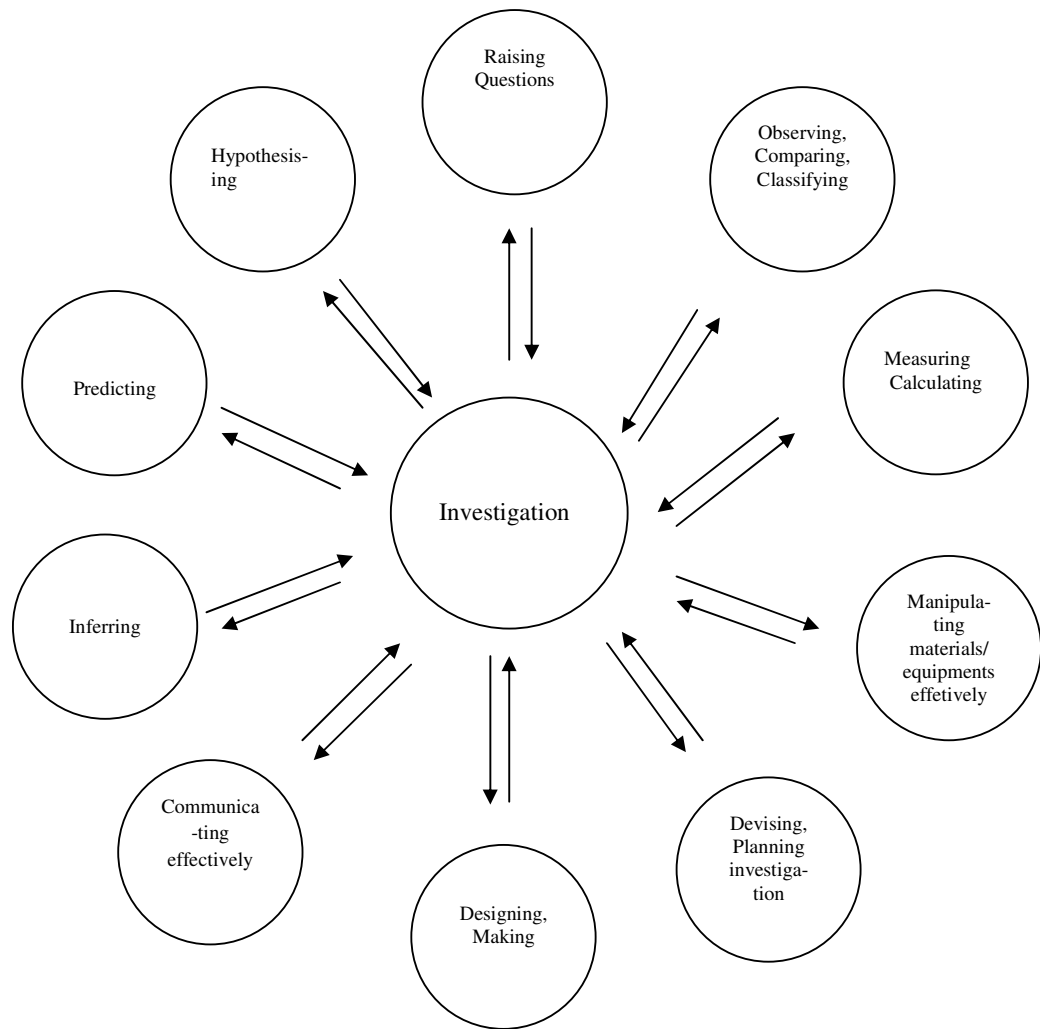 Raising
Questions
Observing,
Comparing,
Classifying
Measuring
Calculating
Manipula-
ting
materials/
equipments
effetively
Devising,
Planning
investiga-
tion
Designing,
Making
Communica
-ting
effectively
Inferring
Predicting
Hypothesis-
ing
Investigation